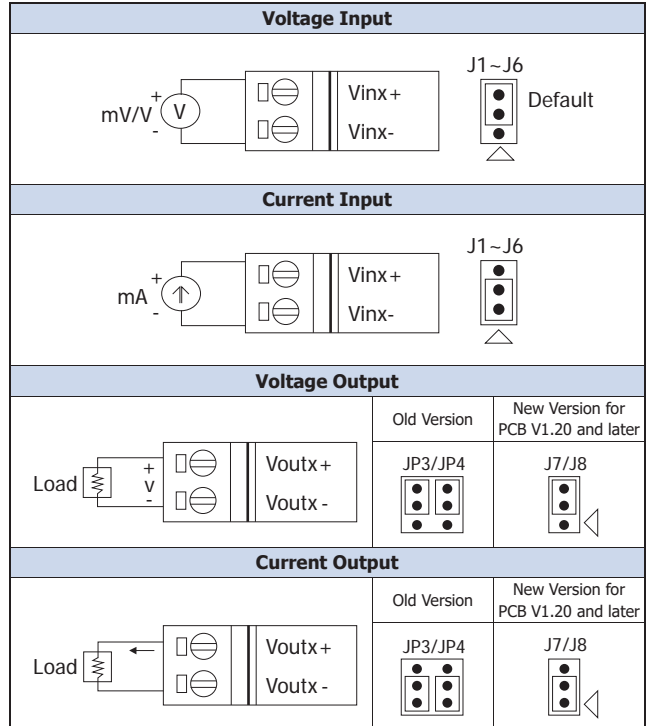 Voltage Input
J1~J6
mV/V
+
V
-
Vinx+
Vinx-
Default
Current Input
J1~J6
mA
+
-
Vinx+
Vinx-
Voltage Output
Old Version
New Version for
PCB V1.20 and later
Load
+
V
-
Voutx+
Voutx -
JP3/JP4
J7/J8
Current Output
Old Version
New Version for
PCB V1.20 and later
Load
Voutx+
Voutx -
JP3/JP4
J7/J8